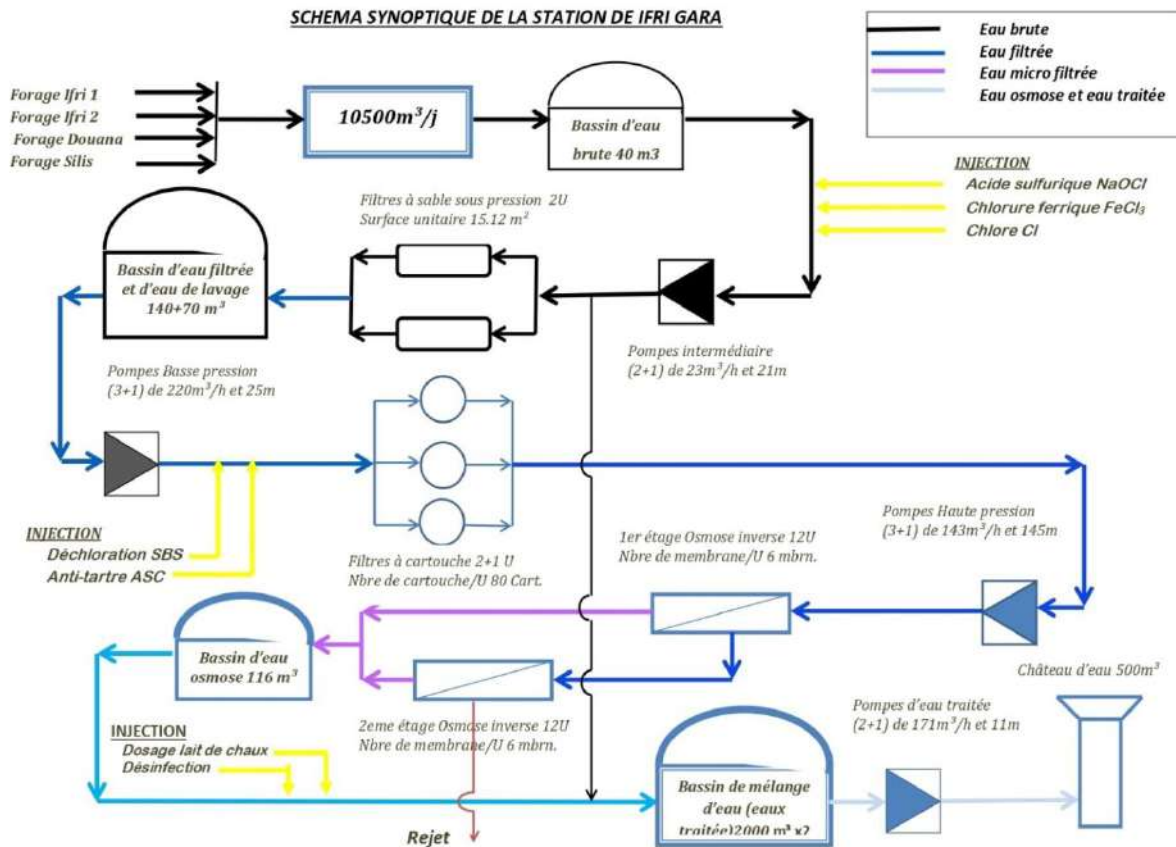 SCHEMA SYNOPTIQUE DE LA STATION DE IFRI GARA
Eau brute
Eau filtrée
Eau micro filtrée
Eau osmose et eau traitée
Forage Ifri 1
Forage Ifri 2
Forage Douana
Forage Silis
10500m³/j
Bassin d'eau
brute 40 m3
INJECTION
Acide sulfurique NaOCl
Chlorure ferrique FeCl₃
Chlore Cl
Filtres à sable sous pression 2U
Surface unitaire 15.12 m²
Bassin d'eau filtrée
et d'eau de lavage
140+70 m³
Pompes intermédiaire
(2+1) de 23m³/h et 21m
Pompes Basse pression
(3+1) de 220m³/h et 25m
INJECTION
Déchloration SBS
Anti-tartre ASC
Filtres à cartouche 2+1 U
Nbre de cartouche/U 80 Cart.
1er étage Osmose inverse 12U
Nbre de membrane/U 6 mbrn.
Pompes Haute pression
(3+1) de 143m³/h et 145m
Bassin d'eau
osmose 116 m³
2eme étage Osmose inverse 12U
Nbre de membrane/U 6 mbrn.
INJECTION
Dosage lait de chaux
Désinfection
Rejet
Bassin de mélange
d'eau (eaux
traitée)2000 m³ x2
Pompes d'eau traitée
(2+1) de 171m³/h et 11m
Château d'eau 500m³